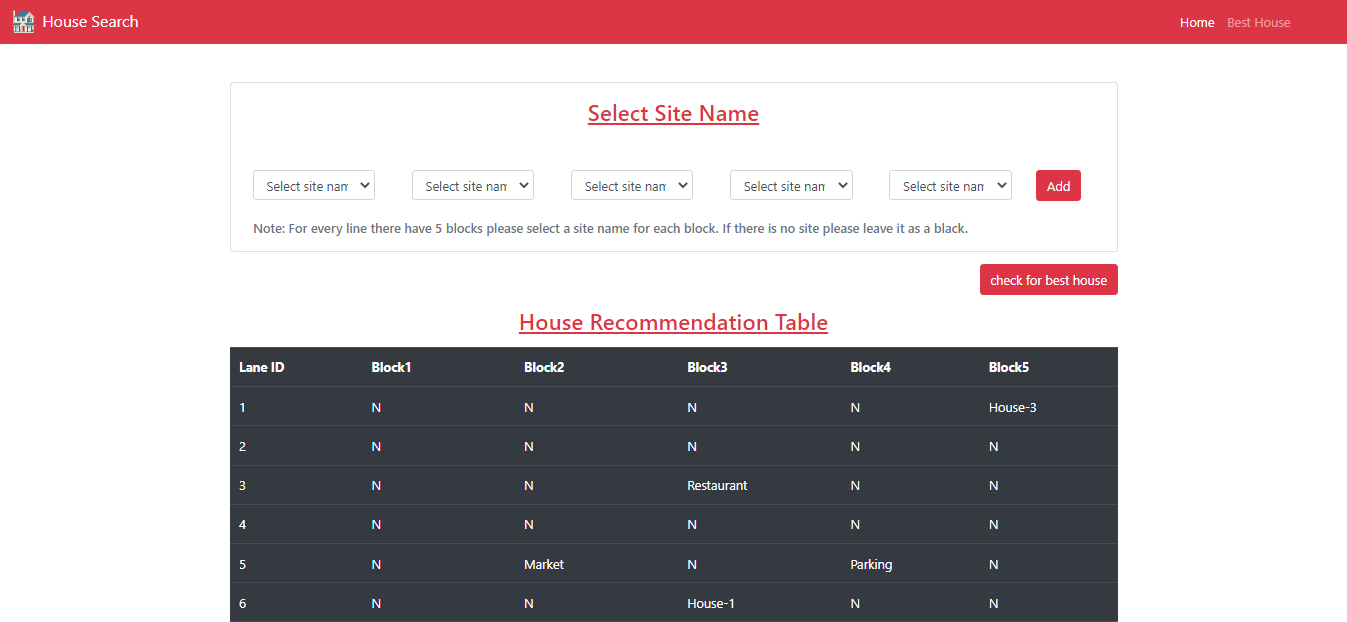 House Search Home Best House
Select Site Name
Select site nam Select site nam Select site nam Select site nam Select site nam Add
Note: For every line there have 5 blocks please select a site name for each block. If there is no site please leave it as a black.
check for best house
House Recommendation Table
Lane ID Block1 Block2 Block3 Block4 Block5
1 N N N N House-3
2 N N N N N
3 N N Restaurant N N
4 N N N N N
5 N Market N Parking N
6 N N House-1 N N